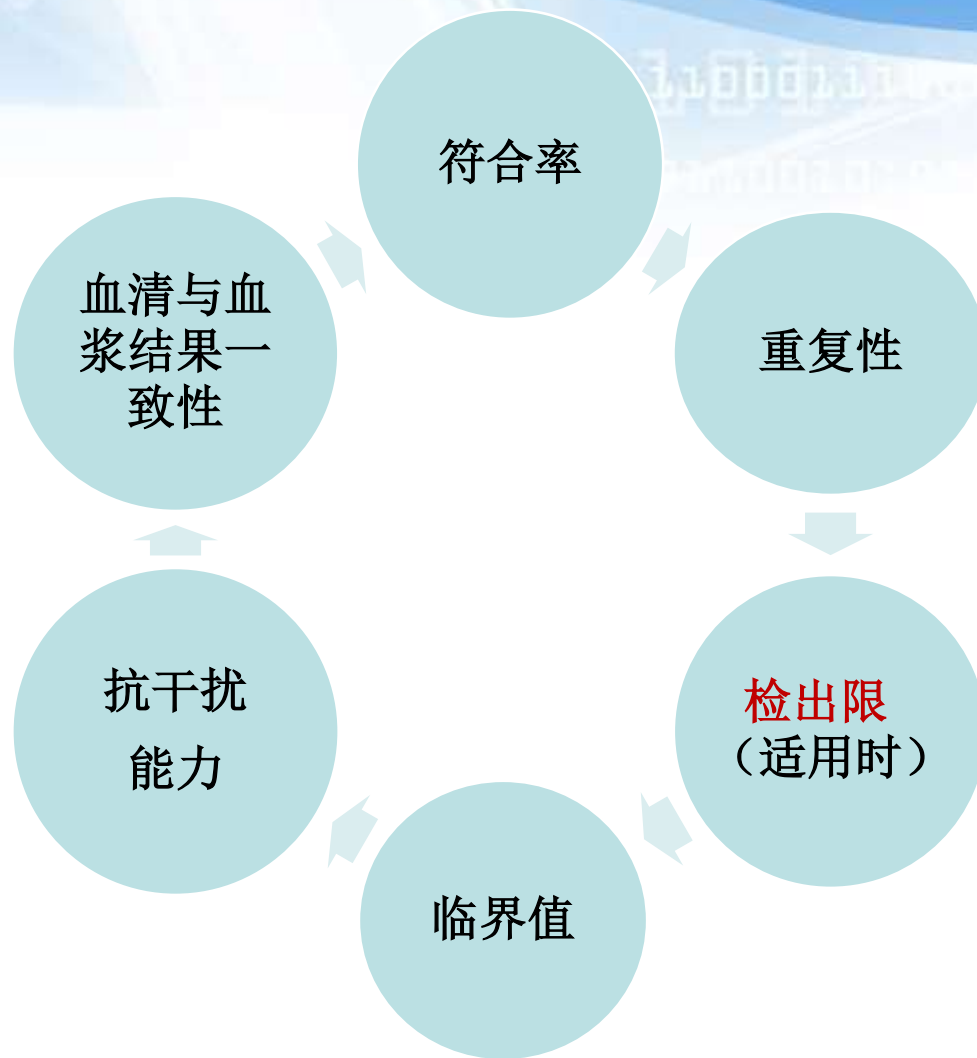 符合率
重复性
检出限
（适用时）
临界值
抗干扰
能力
血清与血
浆结果一
致性